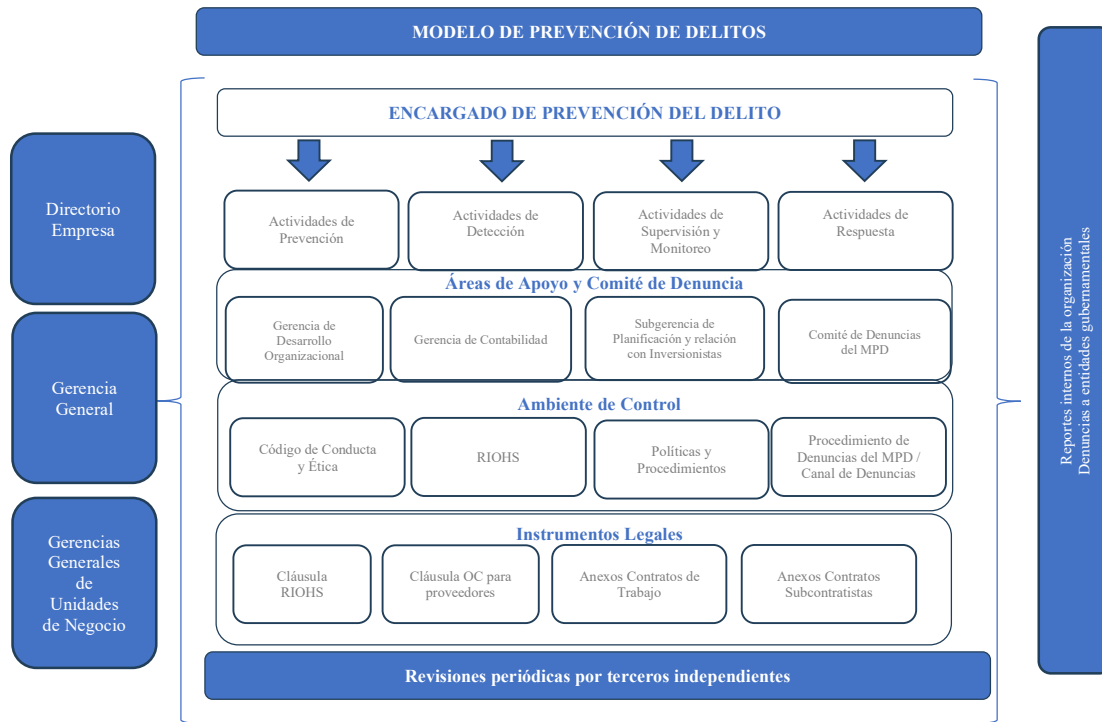 MODELO DE PREVENCIÓN DE DELITOS
ENCARGADO DE PREVENCIÓN DEL DELITO
Directorio
Empresa
Gerencia
General
Gerencias
Generales
de
Unidades
de Negocio
Actividades de
Prevención
Actividades de
Detección
Actividades de
Supervisión y
Monitoreo
Actividades de
Respuesta
Áreas de Apoyo y Comité de Denuncia
Gerencia de
Desarrollo
Organizacional
Gerencia de Contabilidad
Subgerencia de
Planificación y relación
con Inversionistas
Comité de Denuncias
del MPD
Ambiente de Control
Código de Conducta
y Ética
RIOHS
Políticas y
Procedimientos
Procedimiento de
Denuncias del MPD /
Canal de Denuncias
Instrumentos Legales
Cláusula
RIOHS
Cláusula OC para
proveedores
Anexos Contratos de
Trabajo
Anexos Contratos
Subcontratistas
Revisiones periódicas por terceros independientes
Reportes internos de la organización
Denuncias a entidades gubernamentales